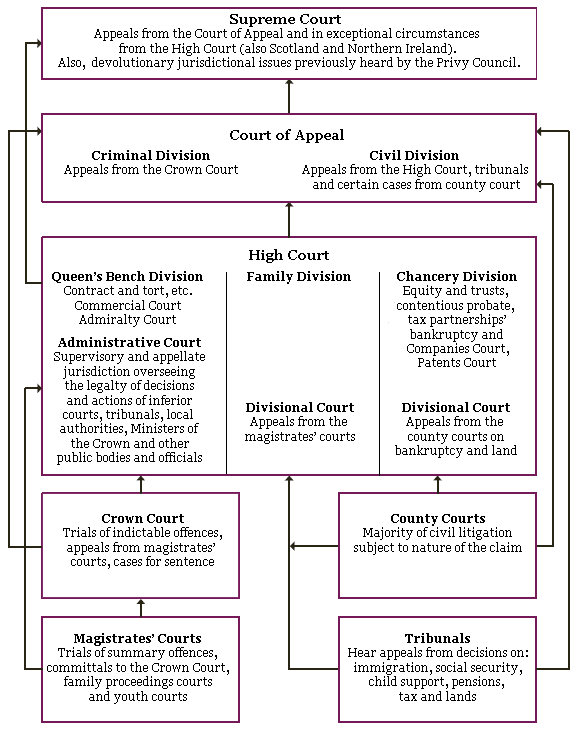 Supreme Court
Appeals from the Court of Appeal and in exceptional circumstances
from the High Court (also Scotland and Northern Ireland).
Also, devolutionary jurisdictional issues previously heard by the Privy Council.
Court of Appeal
Criminal Division
Appeals from the Crown Court
Civil Division
Appeals from the High Court, tribunals
and certain cases from county court
High Court
Queen's Bench Division
Contract and tort, etc.
Commercial Court
Admiralty Court
Administrative Court
Supervisory and appellate
jurisdiction overseeing
the legalty of decisions
and actions of inferior
courts, tribunals, local
authorities, Ministers of
the Crown and other
public bodies and officials
Family Division
Divisional Court
Appeals from the
magistrates' courts
Chancery Division
Equity and trusts,
contentious probate,
tax partnerships'
bankruptcy and
Companies Court,
Patents Court
Divisional Court
Appeals from the
county courts on
bankruptcy and land
Crown Court
Trials of indictable offences,
appeals from magistrates'
courts, cases for sentence
County Courts
Majority of civil litigation
subject to nature of the claim
Magistrates' Courts
Trials of summary offences,
committals to the Crown Court,
family proceedings courts
and youth courts
Tribunals
Hear appeals from decisions on:
immigration, social security,
child support, pensions,
tax and lands